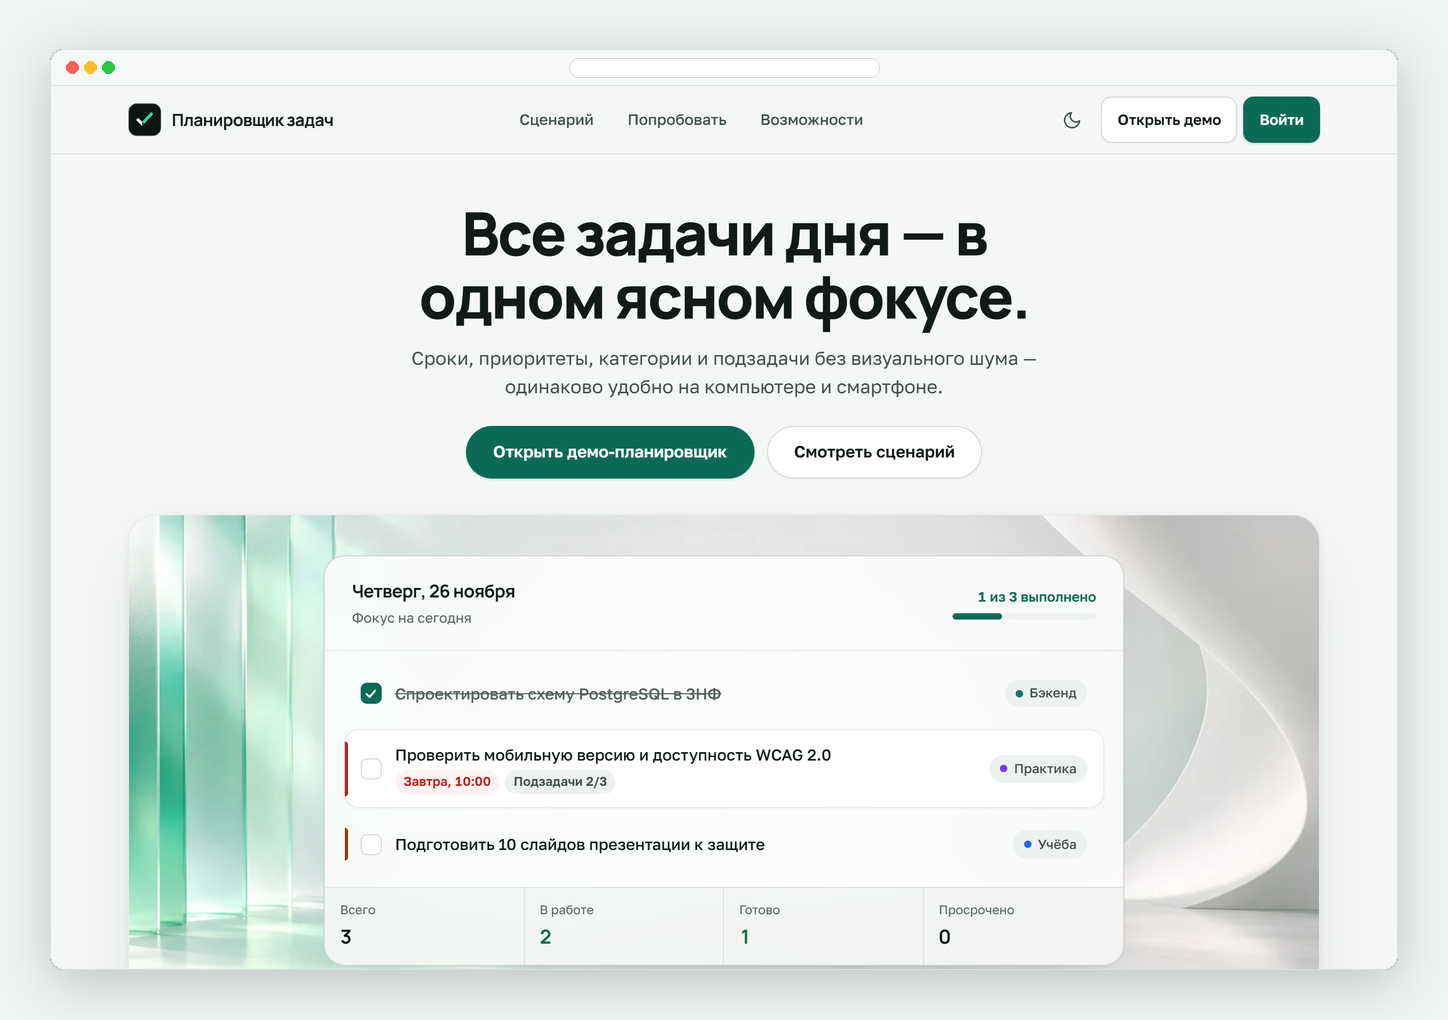 Планировщик задач
Сценарий
Попробовать
Возможности
Открыть демо
Войти
Все задачи дня — в
одном ясном фокусе.
Сроки, приоритеты, категории и подзадачи без визуального шума —
одинаково удобно на компьютере и смартфоне.
Открыть демо-планировщик
Смотреть сценарий
Четверг, 26 ноября
Фокус на сегодня
1 из 3 выполнено
Спроектировать схему PostgreSQL в 3НФ
Бэкенд
Проверить мобильную версию и доступность WCAG 2.0
Завтра, 10:00
Подзадачи 2/3
Практика
Подготовить 10 слайдов презентации к защите
Учёба
Всего
3
В работе
2
Готово
1
Просрочено
0